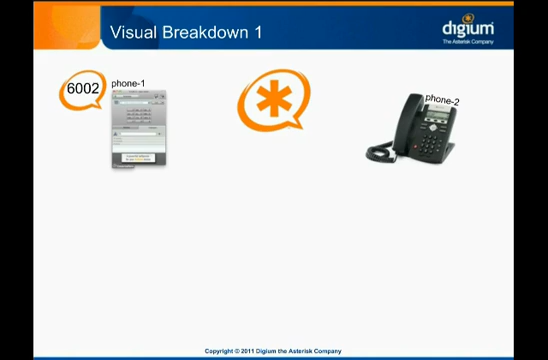 Visual Breakdown 1
digium
The Asterisk Company
6002
phone-1
phone-2
Copyright © 2011 Digium the Asterisk Company